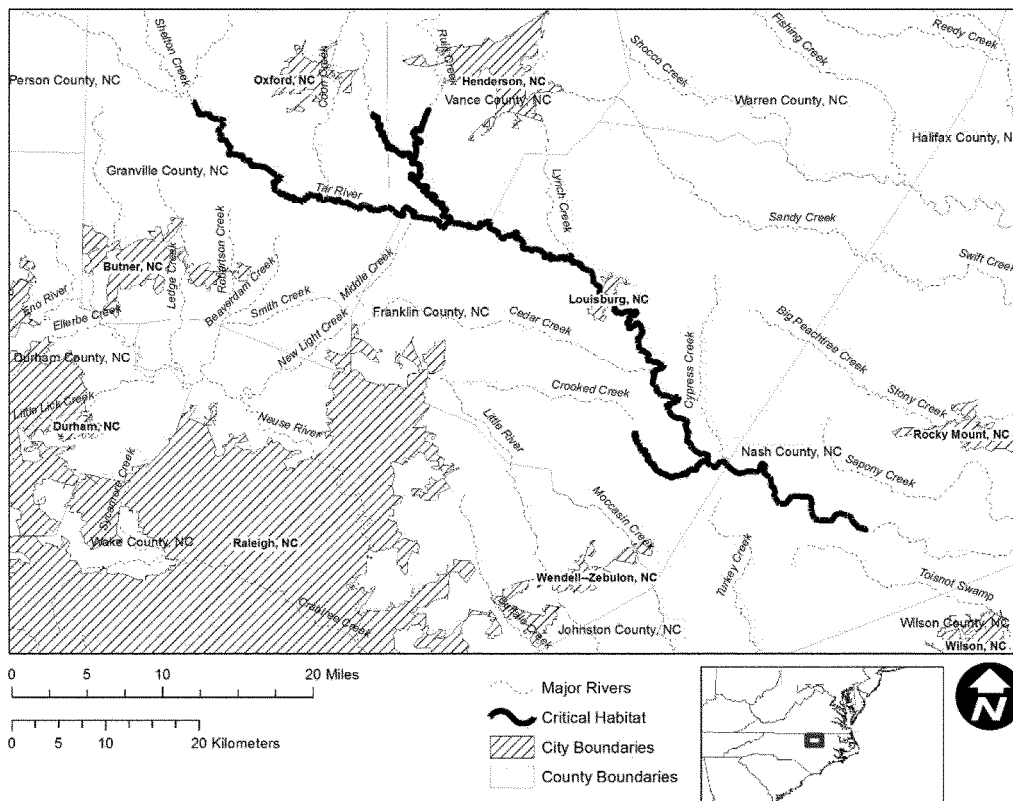 Shelton Creek
Ruin Creek
Reedy Creek
Fishing Creek
Shocco Creek
Person County, NC
Oxford, NC
Coon Creek
Henderson, NC
Vance County, NC
Warren County, NC
Halifax County, NC
Granville County, NC
Tar River
Lynch Creek
Sandy Creek
Swift Creek
Butner, NC
Ledge Creek
Robertson Creek
Beaverdam Creek
Smith Creek
Middle Creek
Eno River
Ellerbe Creek
New Light Creek
Franklin County, NC
Louisburg, NC
Cedar Creek
Big Peachtree Creek
Durham County, NC
Crooked Creek
Cypress Creek
Little Lick Creek
Durham, NC
Neuse River
Little River
Stony Creek
Rocky Mount, NC
Nash County, NC
Sapony Creek
Sycamore Creek
Wake County, NC
Raleigh, NC
Moccasin Creek
Turkey Creek
Wendell--Zebulon, NC
Toisnot Swamp
Crabtree Creek
Buffalo Creek
Johnston County, NC
Wilson County, NC
Wilson, NC
0 5 10 20 Miles
0 5 10 20 Kilometers
Major Rivers
Critical Habitat
City Boundaries
County Boundaries
N